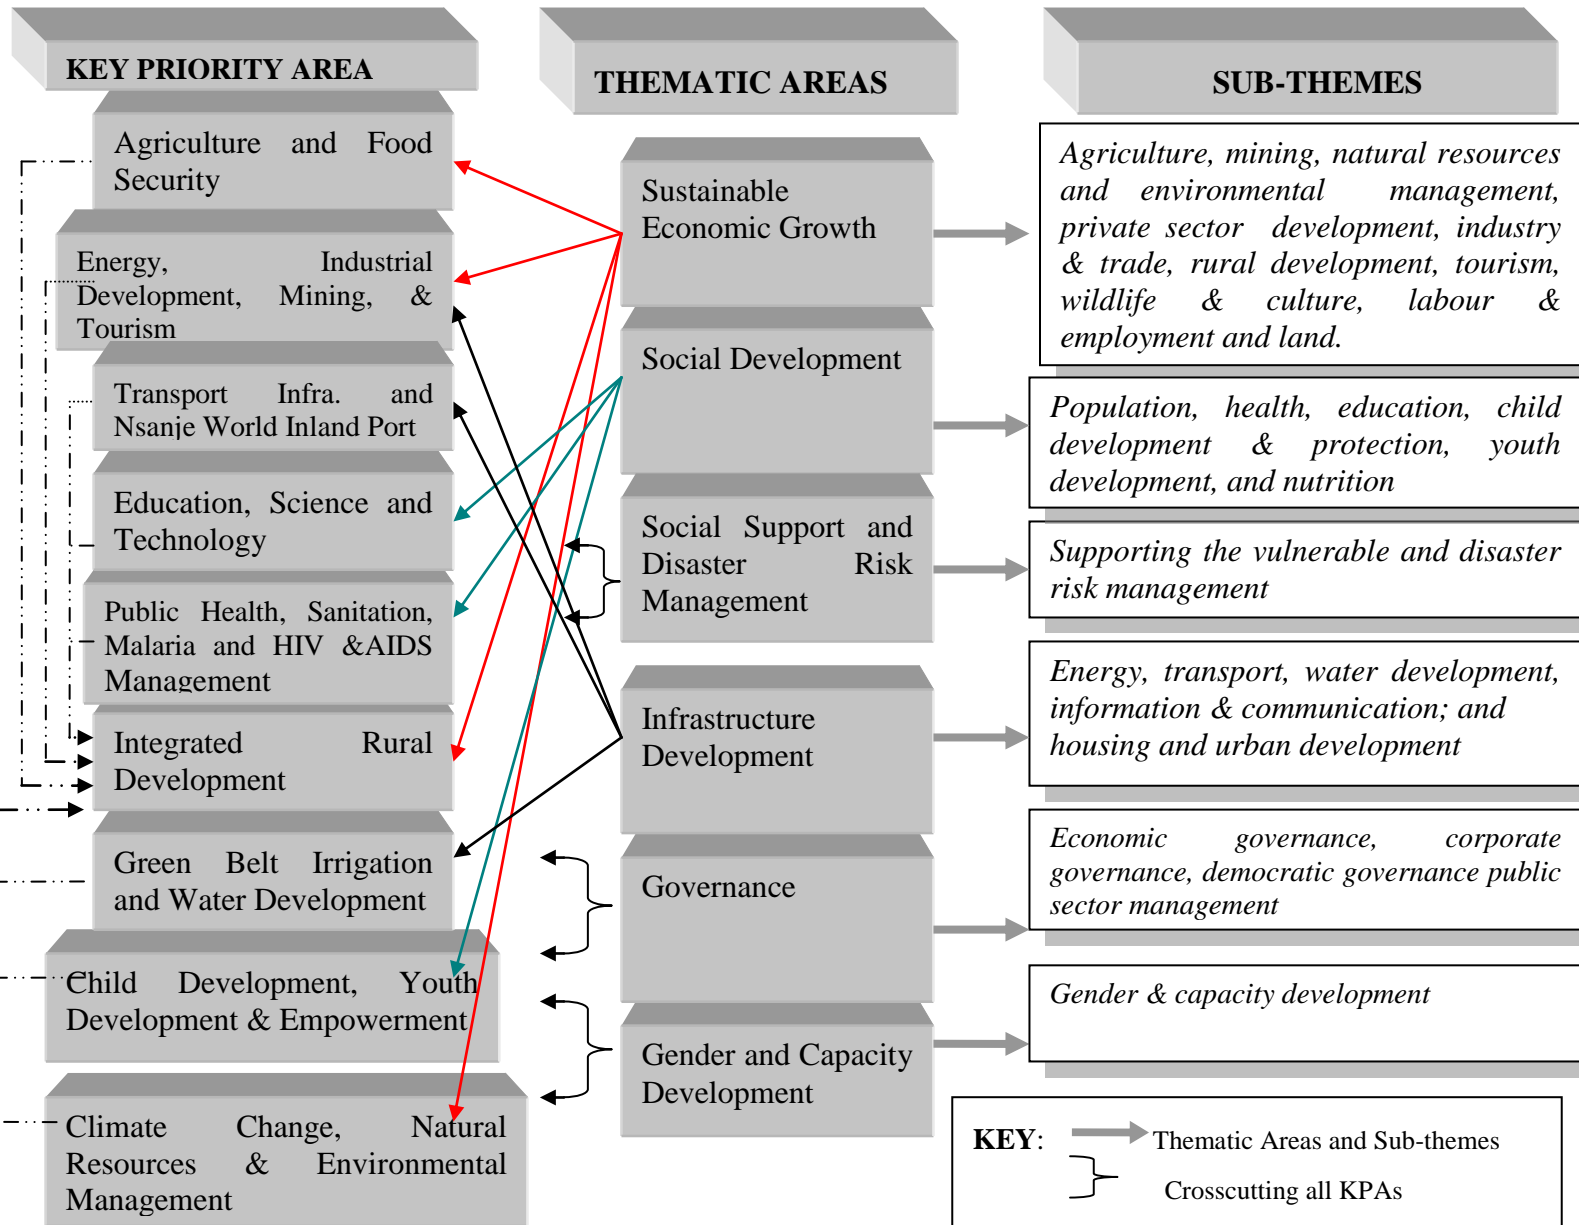 KEY PRIORITY AREA
Agriculture and Food
Security
Energy, Industrial
Development, Mining, &
Tourism
Transport Infra. and
Nsanje World Inland Port
Education, Science and
Technology
Public Health, Sanitation,
Malaria and HIV &AIDS
Management
Integrated Rural
Development
Green Belt Irrigation
and Water Development
Child Development, Youth
Development & Empowerment
Climate Change, Natural
Resources & Environmental
Management
THEMATIC AREAS
Sustainable
Economic Growth
Social Development
Social Support and
Disaster Risk
Management
Infrastructure
Development
Governance
Gender and Capacity
Development
SUB-THEMES
Agriculture, mining, natural resources
and environmental management,
private sector development, industry
& trade, rural development, tourism,
wildlife & culture, labour &
employment and land.
Population, health, education, child
development & protection, youth
development, and nutrition
Supporting the vulnerable and disaster
risk management
Energy, transport, water development,
information & communication; and
housing and urban development
Economic governance, corporate
governance, democratic governance public
sector management
Gender & capacity development
KEY: Thematic Areas and Sub-themes
Crosscutting all KPAs